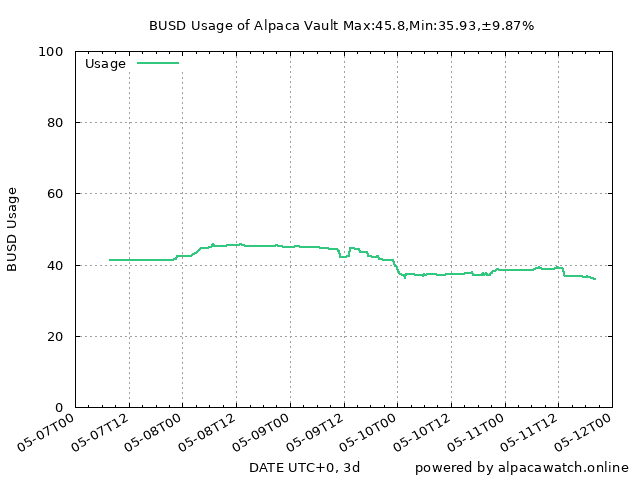 BUSD Usage of Alpaca Vault Max:45.8,Min:35.93,±9.87%
100
Usage
80
60
BUSD Usage
40
20
0
05-07T00
05-07T12
05-08T00
05-08T12
05-09T00
05-09T12
05-10T00
05-10T12
05-11T00
05-11T12
05-12T00
DATE UTC+0, 3d
powered by alpacawatch.online